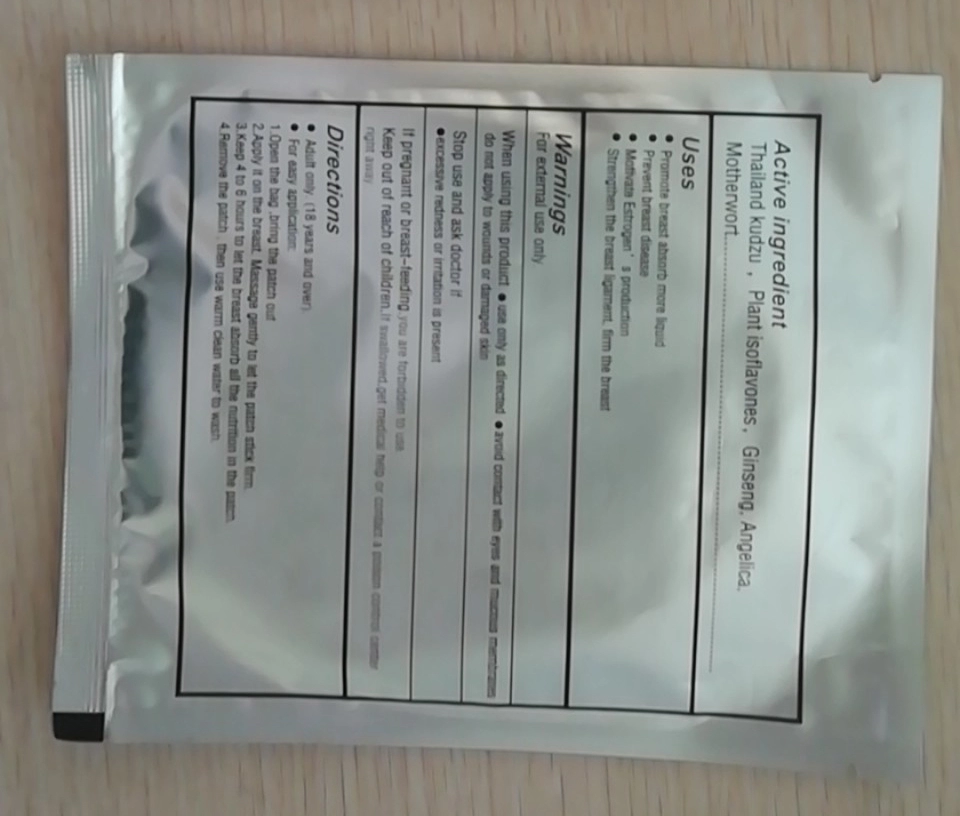 Active ingredient
Thailand kudzu , Plant isoflavones, Ginseng, Angelica,
Motherwort
Uses
● Promote breast absorb more liquid
● Prevent breast disease
● Motivate Estrogen's production
● Strengthen the breast ligament, firm the breast
Warnings
For external use only
When using this product ● use only as directed ● avoid contact with eyes and mucous membranes
do not apply to wounds or damaged skin
Stop use and ask doctor if
● excessive redness or irritation is present
If pregnant or breast-feeding,you are forbidden to use
Keep out of reach of children,If swallowed,get medical help or contact a poison control center
right away
Directions
● Adult only (18 years and over).
● For easy application:
1.Open the bag ,bring the patch out
2.Apply it on the breast, Massage gently to let the patch stick firm.
3.Keep 4 to 6 hours to let the breast absorb all the nutrition in the patch.
4.Remove the patch , then use warm clean water to wash.